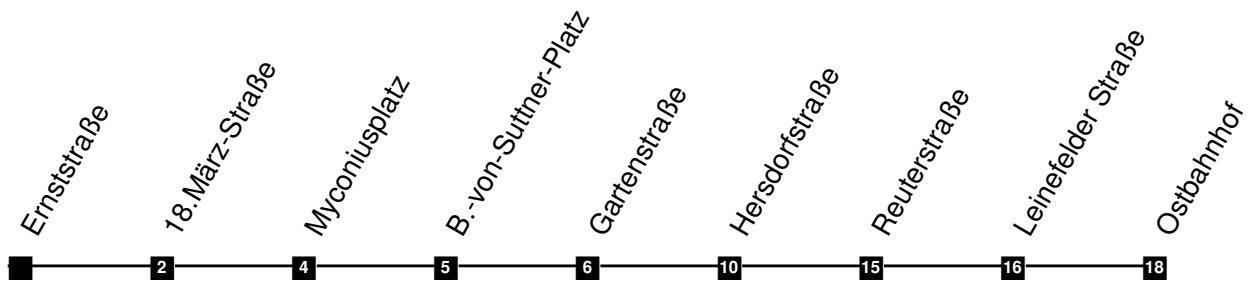 Ernststraße
18.März-Straße
Myconiusplatz
B.-von-Suttner-Platz
Gartenstraße
Hersdorfstraße
Reuterstraße
Leinefelder Straße
Ostbahnhof
2 4 5 6 10 15 16 18